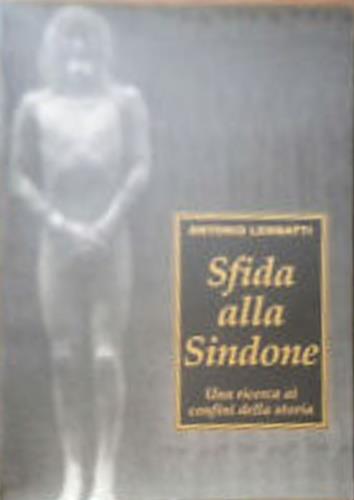 ANTONIO LOMBATTI
Sfida
alla
Sindone
Una ricerca ai
confini della storia